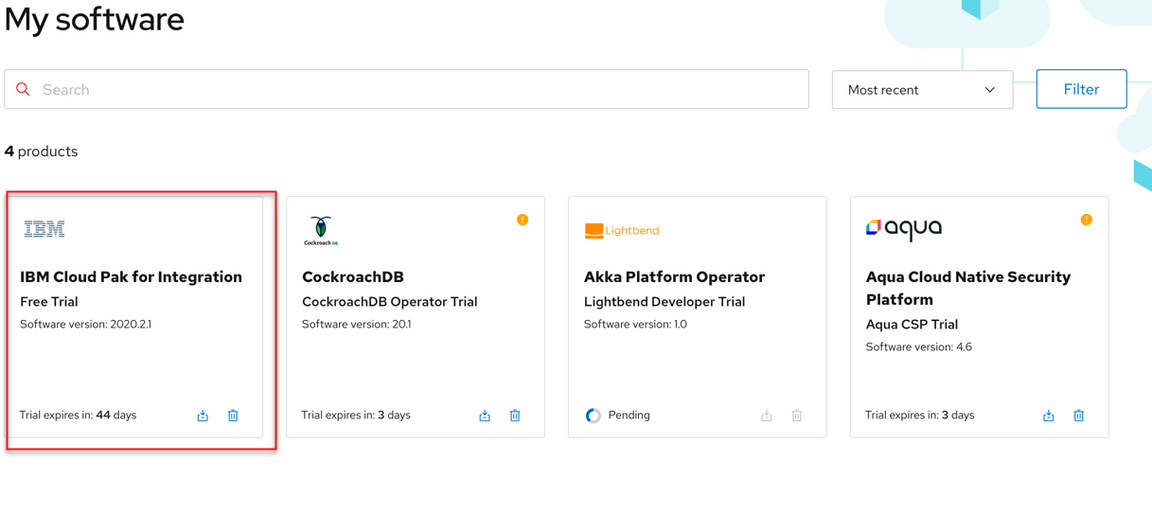 My software
Search
Most recent
Filter
4 products
IBM
IBM Cloud Pak for Integration
Free Trial
Software version: 2020.2.1
Trial expires in: 44 days
Cockroach DB
CockroachDB
CockroachDB Operator Trial
Software version: 20.1
Trial expires in: 3 days
Lightbend
Akka Platform Operator
Lightbend Developer Trial
Software version: 1.0
Pending
aqua
Aqua Cloud Native Security
Platform
Aqua CSP Trial
Software version: 4.6
Trial expires in: 3 days